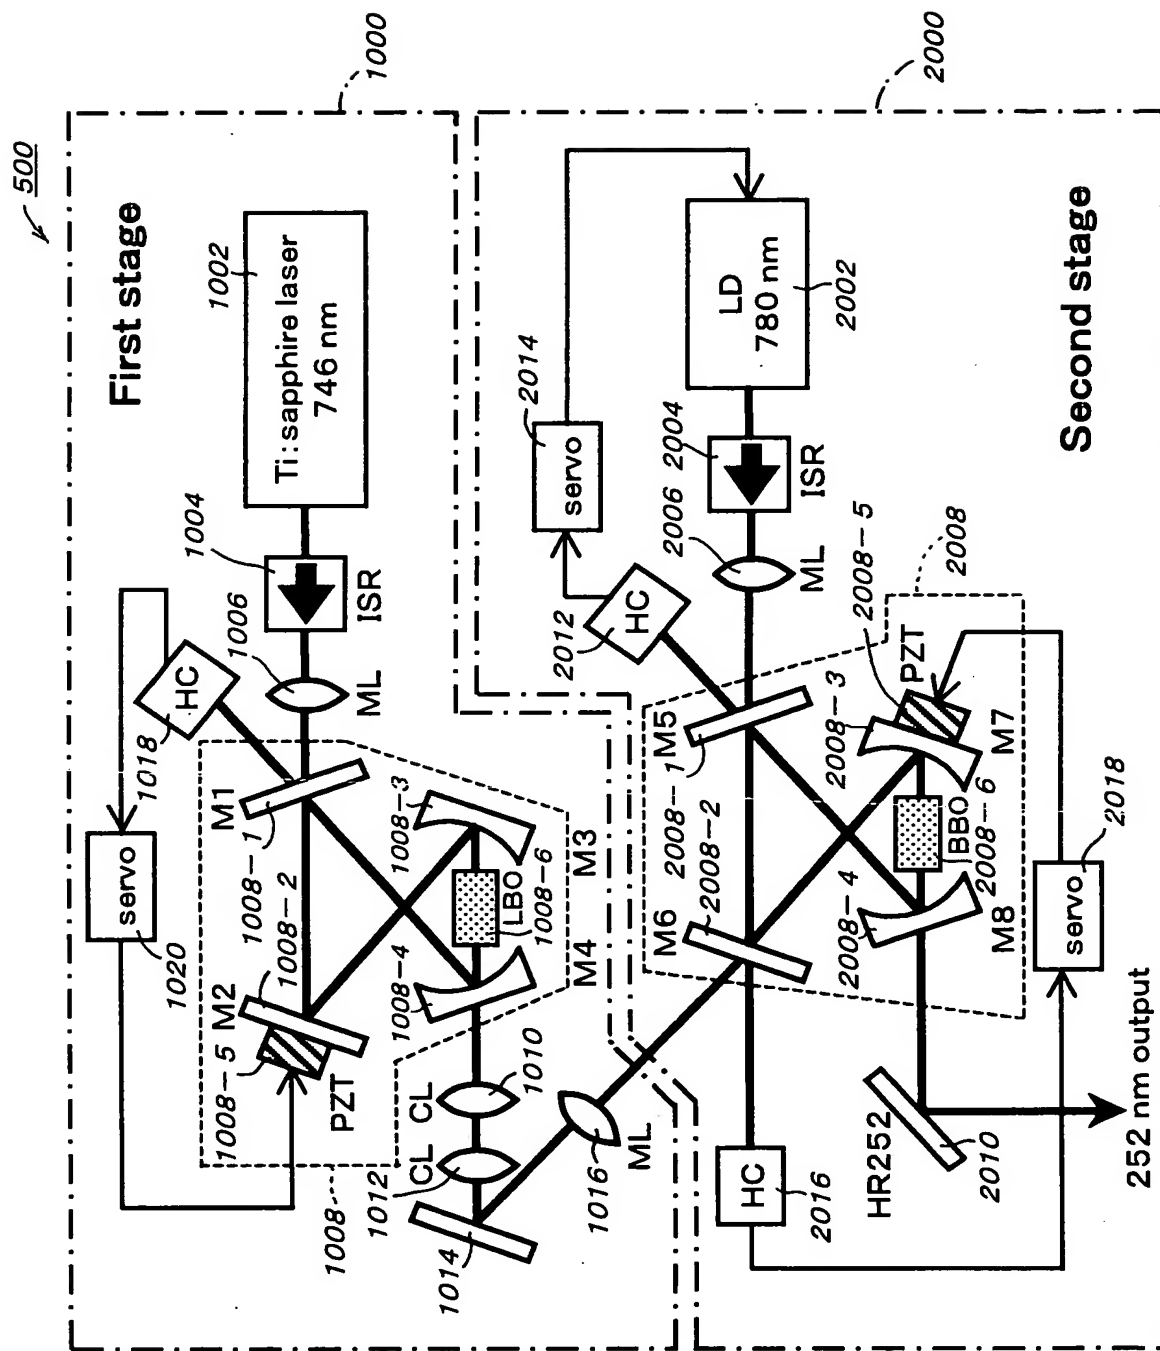 500
First stage
1000
1002
Ti:sapphire laser
746 nm
1004
ISR
1006
ML
1018
HC
servo
1020
M1
1008-1
1008-2
M2
1008-5
PZT
1008-3
M3
LBO
1008-6
1008-4
M4
1008
CL
1010
CL
1012
1014
1016
ML
Second stage
2000
servo
2014
LD
780 nm
2002
2004
ISR
2006
ML
2012
HC
M5
2008-1
2008-2
M6
2008
2008-5
PZT
2008-3
M7
BBO
2008-6
2008-4
M8
servo
2018
HC
2016
HR252
2010
252 nm output